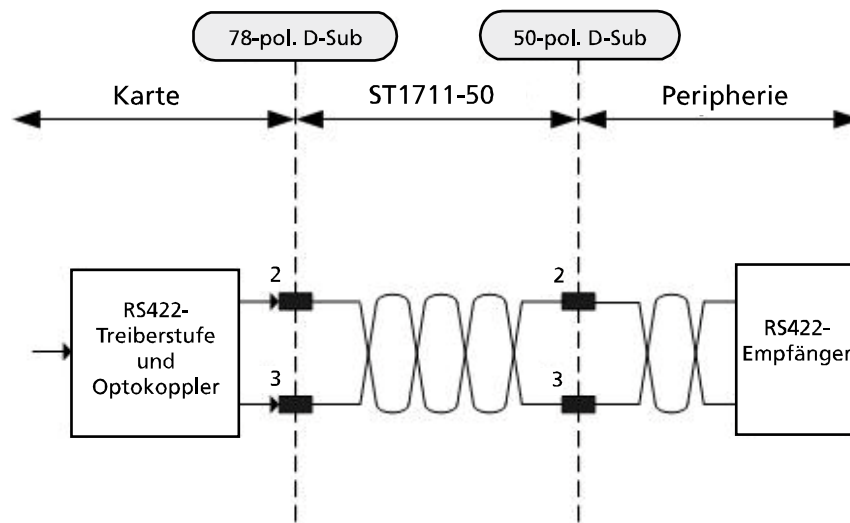 78-pol. D-Sub
50-pol. D-Sub
Karte
ST1711-50
Peripherie
2
2
RS422-
Treiberstufe
und
Optokoppler
RS422-
Empfänger
3
3